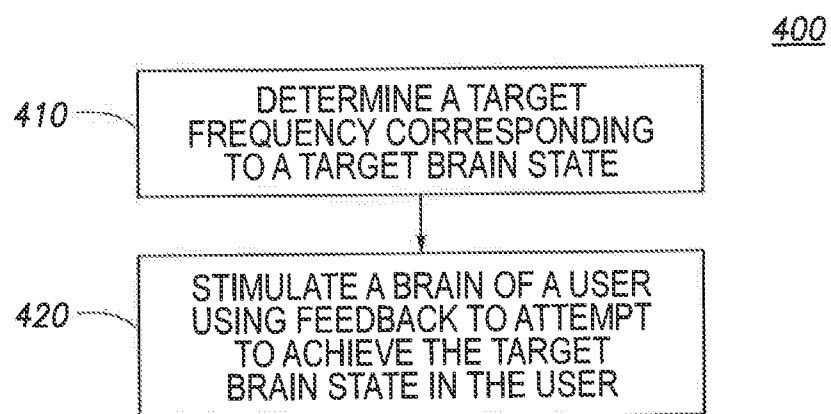 400
410
DETERMINE A TARGET
FREQUENCY CORRESPONDING
TO A TARGET BRAIN STATE
420
STIMULATE A BRAIN OF A USER
USING FEEDBACK TO ATTEMPT
TO ACHIEVE THE TARGET
BRAIN STATE IN THE USER